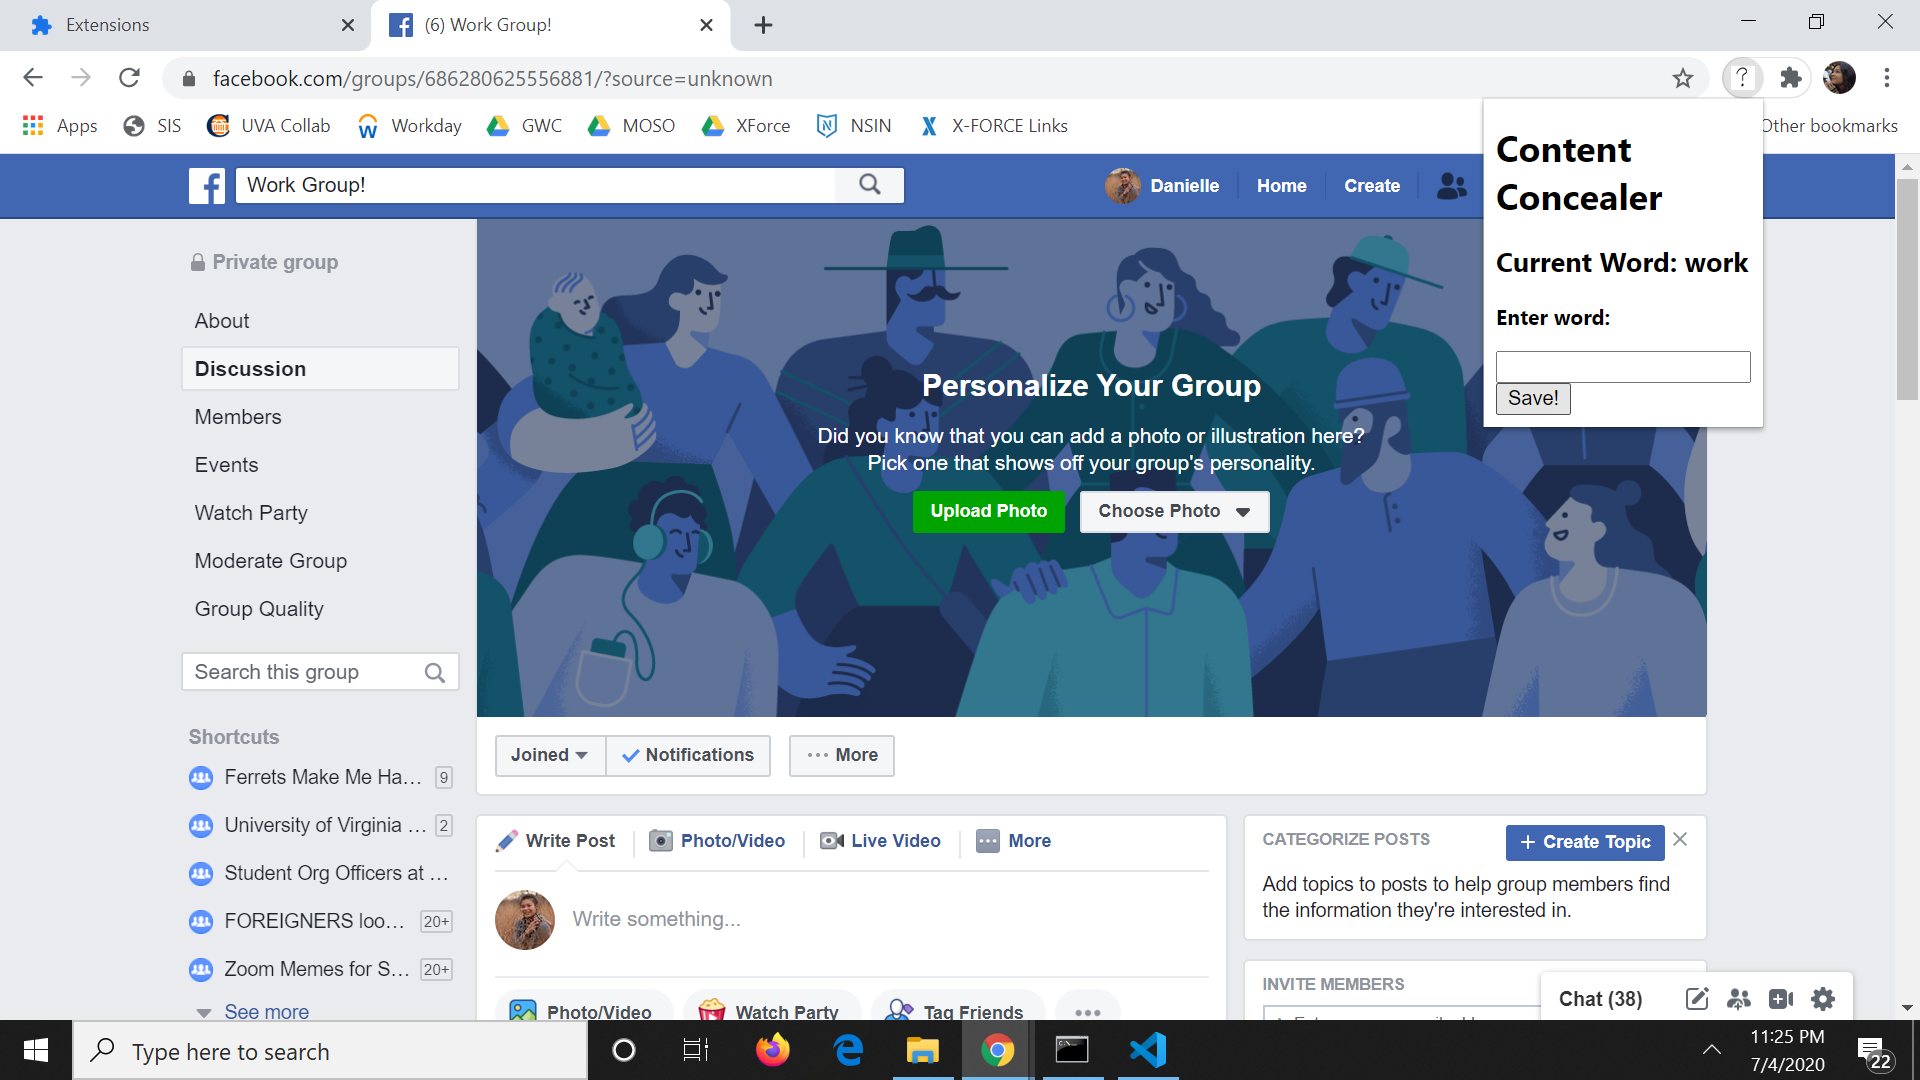 Extensions
(6) Work Group!
facebook.com/groups/686280625556881/?source=unknown
Apps
SIS
UVA Collab
Workday
GWC
MOSO
XForce
NSIN
X-FORCE Links
Other bookmarks
Content
Concealer
Current Word: work
Enter word:
Save!
Work Group!
Danielle
Home
Create
Private group
About
Discussion
Members
Events
Watch Party
Moderate Group
Group Quality
Search this group
Shortcuts
Ferrets Make Me Ha... 9
University of Virginia ... 2
Student Org Officers at ...
FOREIGNERS loo... 20+
Zoom Memes for S... 20+
See more
Personalize Your Group
Did you know that you can add a photo or illustration here?
Pick one that shows off your group's personality.
Upload Photo
Choose Photo
Joined
Notifications
More
Write Post
Photo/Video
Live Video
More
Write something...
Photo/Video
Watch Party
Tag Friends
CATEGORIZE POSTS
+ Create Topic
Add topics to posts to help group members find
the information they're interested in.
INVITE MEMBERS
Chat (38)
Type here to search
11:25 PM
7/4/2020
22